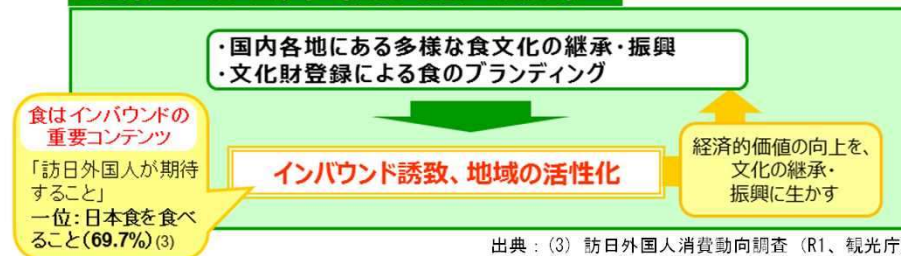 ・国内各地にある多様な食文化の継承・振興
・文化財登録による食のブランディング
食はインバウンドの
重要コンテンツ
「訪日外国人が期待
すること」
一位：日本食を食べ
ること(69.7%)(3)
インバウンド誘致、地域の活性化
経済的価値の向上を、
文化の継承・
振興に生かす
出典：(3) 訪日外国人消費動向調査（R1、観光庁